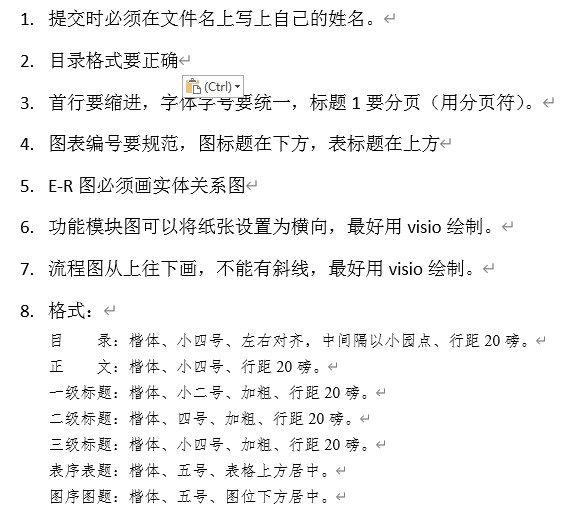 1. 提交时必须在文件名上写上自己的姓名。
2. 目录格式要正确
(Ctrl)
3. 首行要缩进，字体字号要统一，标题1要分页（用分页符）。
4. 图表编号要规范，图标题在下方，表标题在上方
5. E-R 图必须画实体关系图
6. 功能模块图可以将纸张设置为横向，最好用 visio 绘制。
7. 流程图从上往下画，不能有斜线，最好用 visio 绘制。
8. 格式：
目 录：楷体、小四号、左右对齐，中间隔以小园点、行距 20 磅。
正 文：楷体、小四号、行距 20 磅。
一级标题：楷体、小二号、加粗、行距 20 磅。
二级标题：楷体、四号、加粗、行距 20 磅。
三级标题：楷体、小四号、加粗、行距 20 磅。
表序表题：楷体、五号、表格上方居中。
图序图题：楷体、五号、图位下方居中。